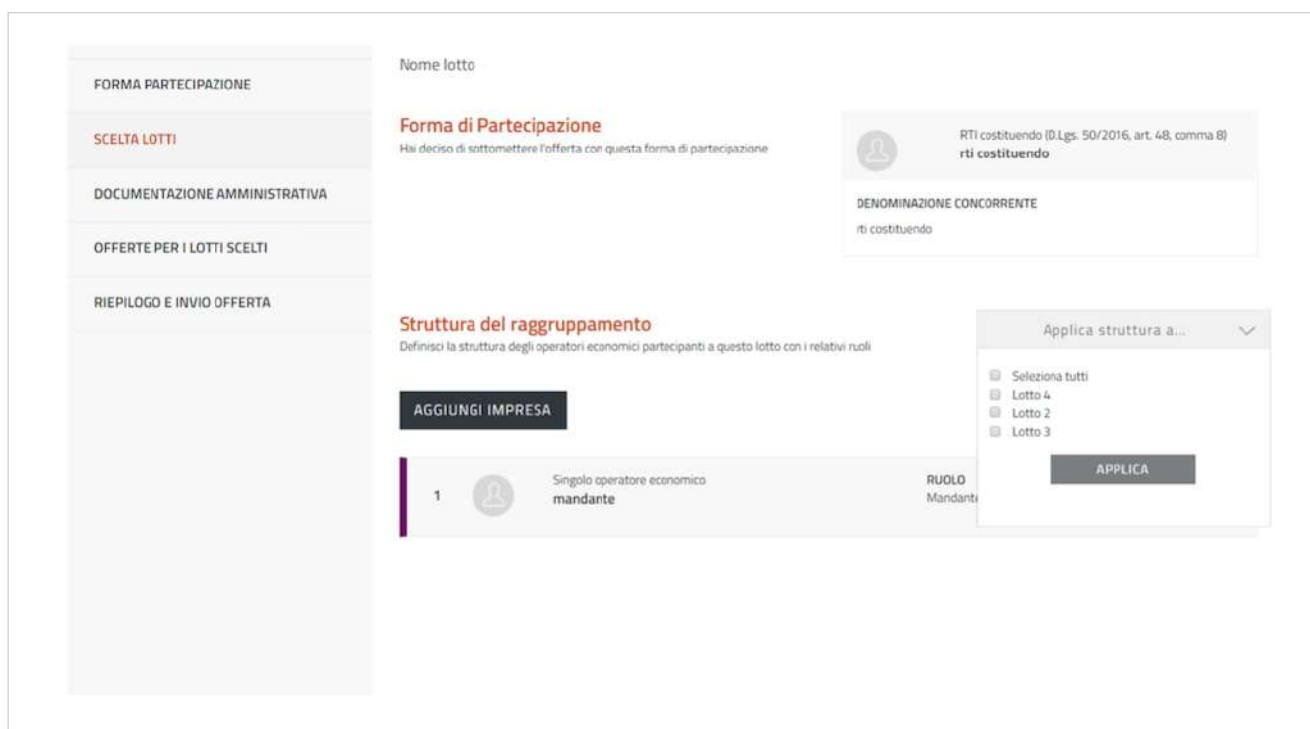 FORMA PARTECIPAZIONE
SCELTA LOTTI
DOCUMENTAZIONE AMMINISTRATIVA
OFFERTE PER I LOTTI SCELTI
RIEPILOGO E INVIO OFFERTA
Nome lotto
Forma di Partecipazione
Hai deciso di sottomettere l'offerta con questa forma di partecipazione
RTI costituendo (D.Lgs. 50/2016, art. 48, comma 8)
rti costituendo
DENOMINAZIONE CONCORRENTE
rti costituendo
Struttura del raggruppamento
Definisci la struttura degli operatori economici partecipanti a questo lotto con i relativi ruoli
Applica struttura a...
Seleziona tutti
Lotto 4
Lotto 2
Lotto 3
APPLICA
AGGIUNGI IMPRESA
1
Singolo operatore economico
mandante
RUOLO
Mandante